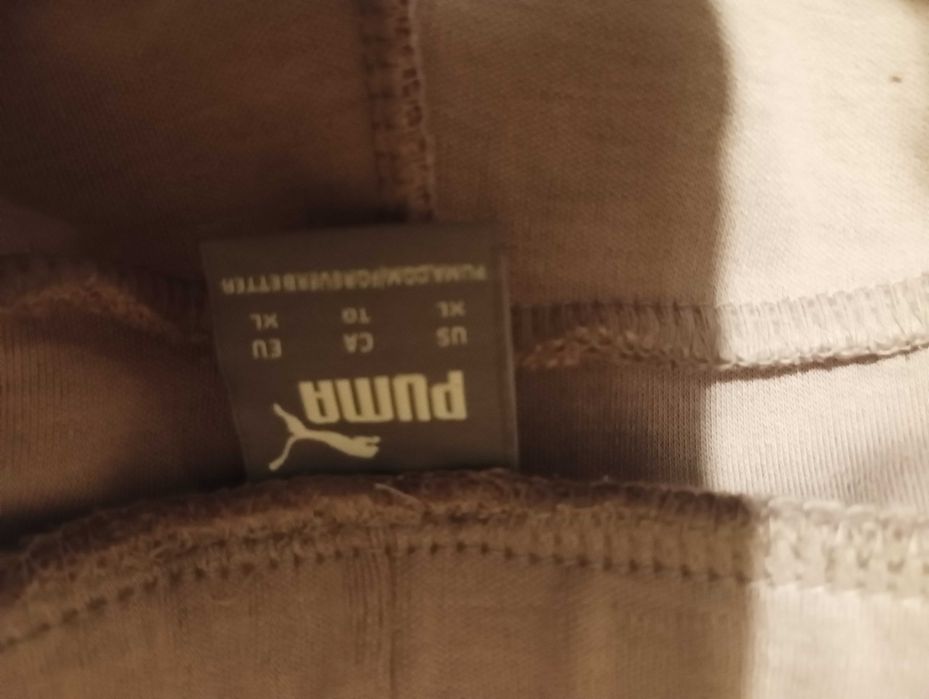 PUMA
US CA EU
XL TG XL
PUMA.COM/FOREVERBETTER